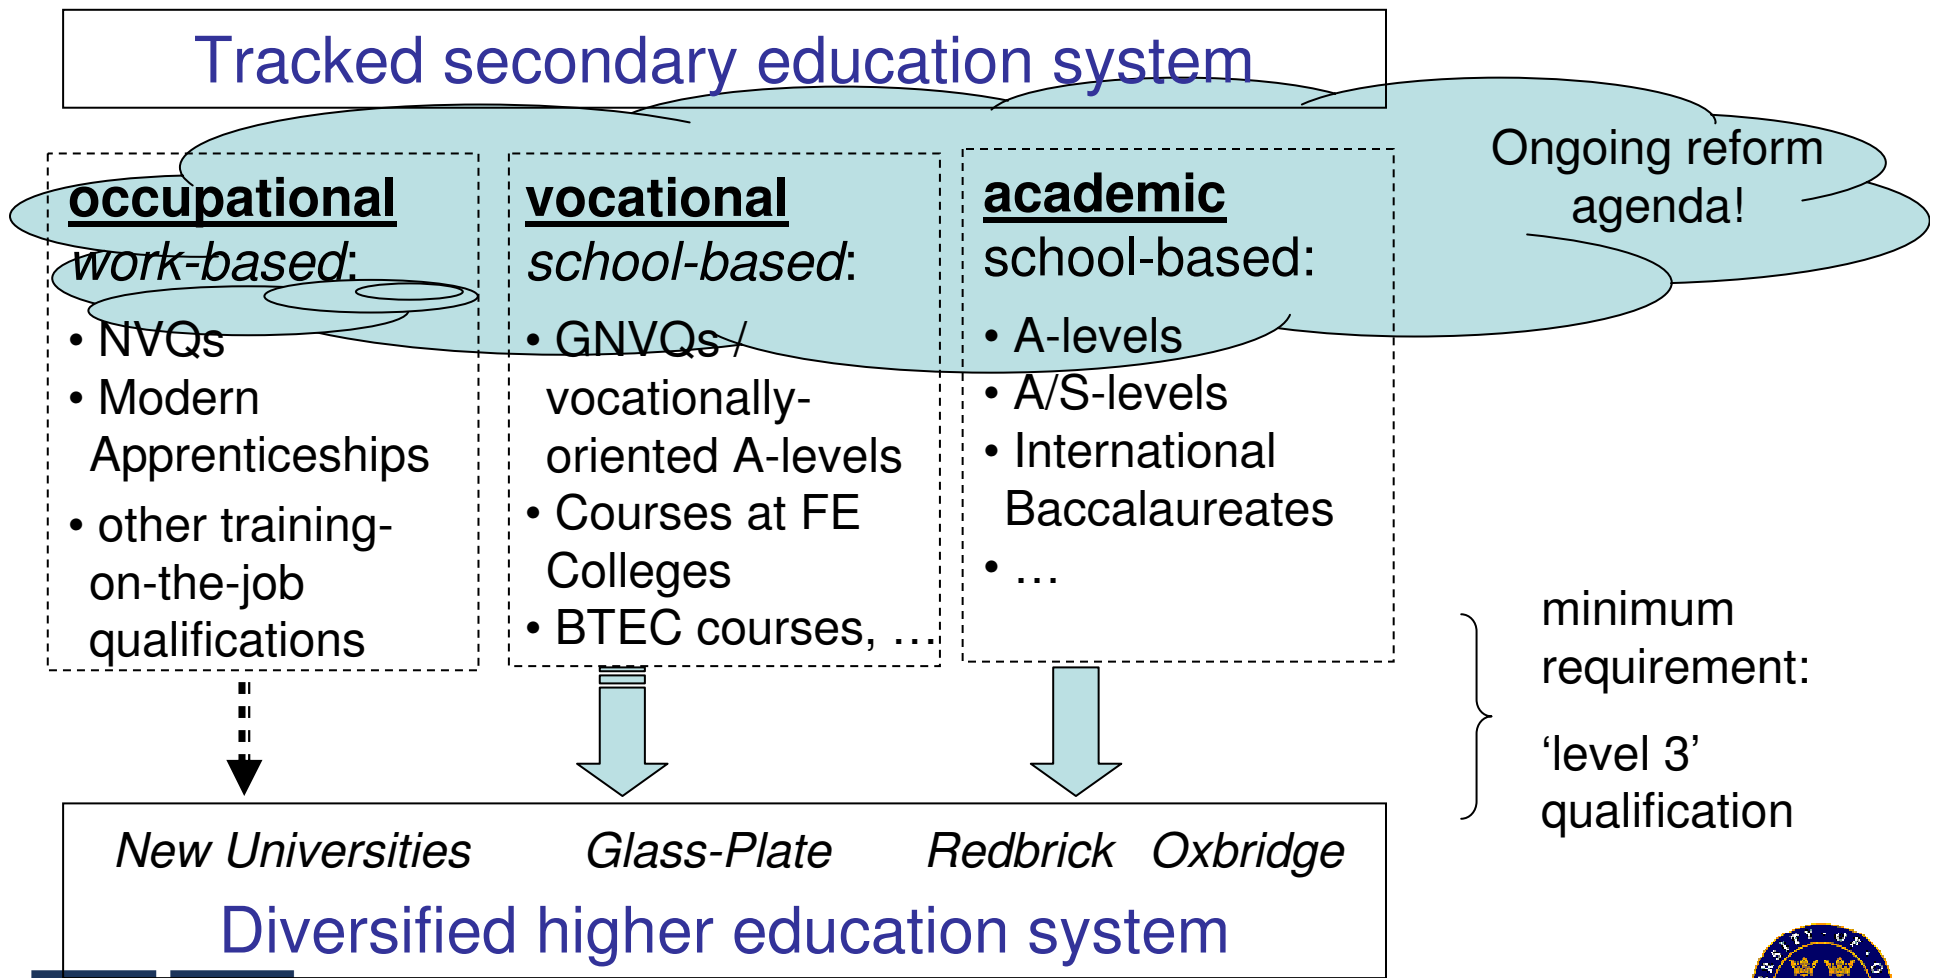 Tracked secondary education system
Ongoing reform
agenda!
occupational
work-based:
• NVQs
• Modern
Apprenticeships
• other training-
on-the-job
qualifications
vocational
school-based:
• GNVQs /
vocationally-
oriented A-levels
• Courses at FE
Colleges
• BTEC courses, …
academic
school-based:
• A-levels
• A/S-levels
• International
Baccalaureates
• …
minimum
requirement:
‘level 3’
qualification
New Universities Glass-Plate Redbrick Oxbridge
Diversified higher education system